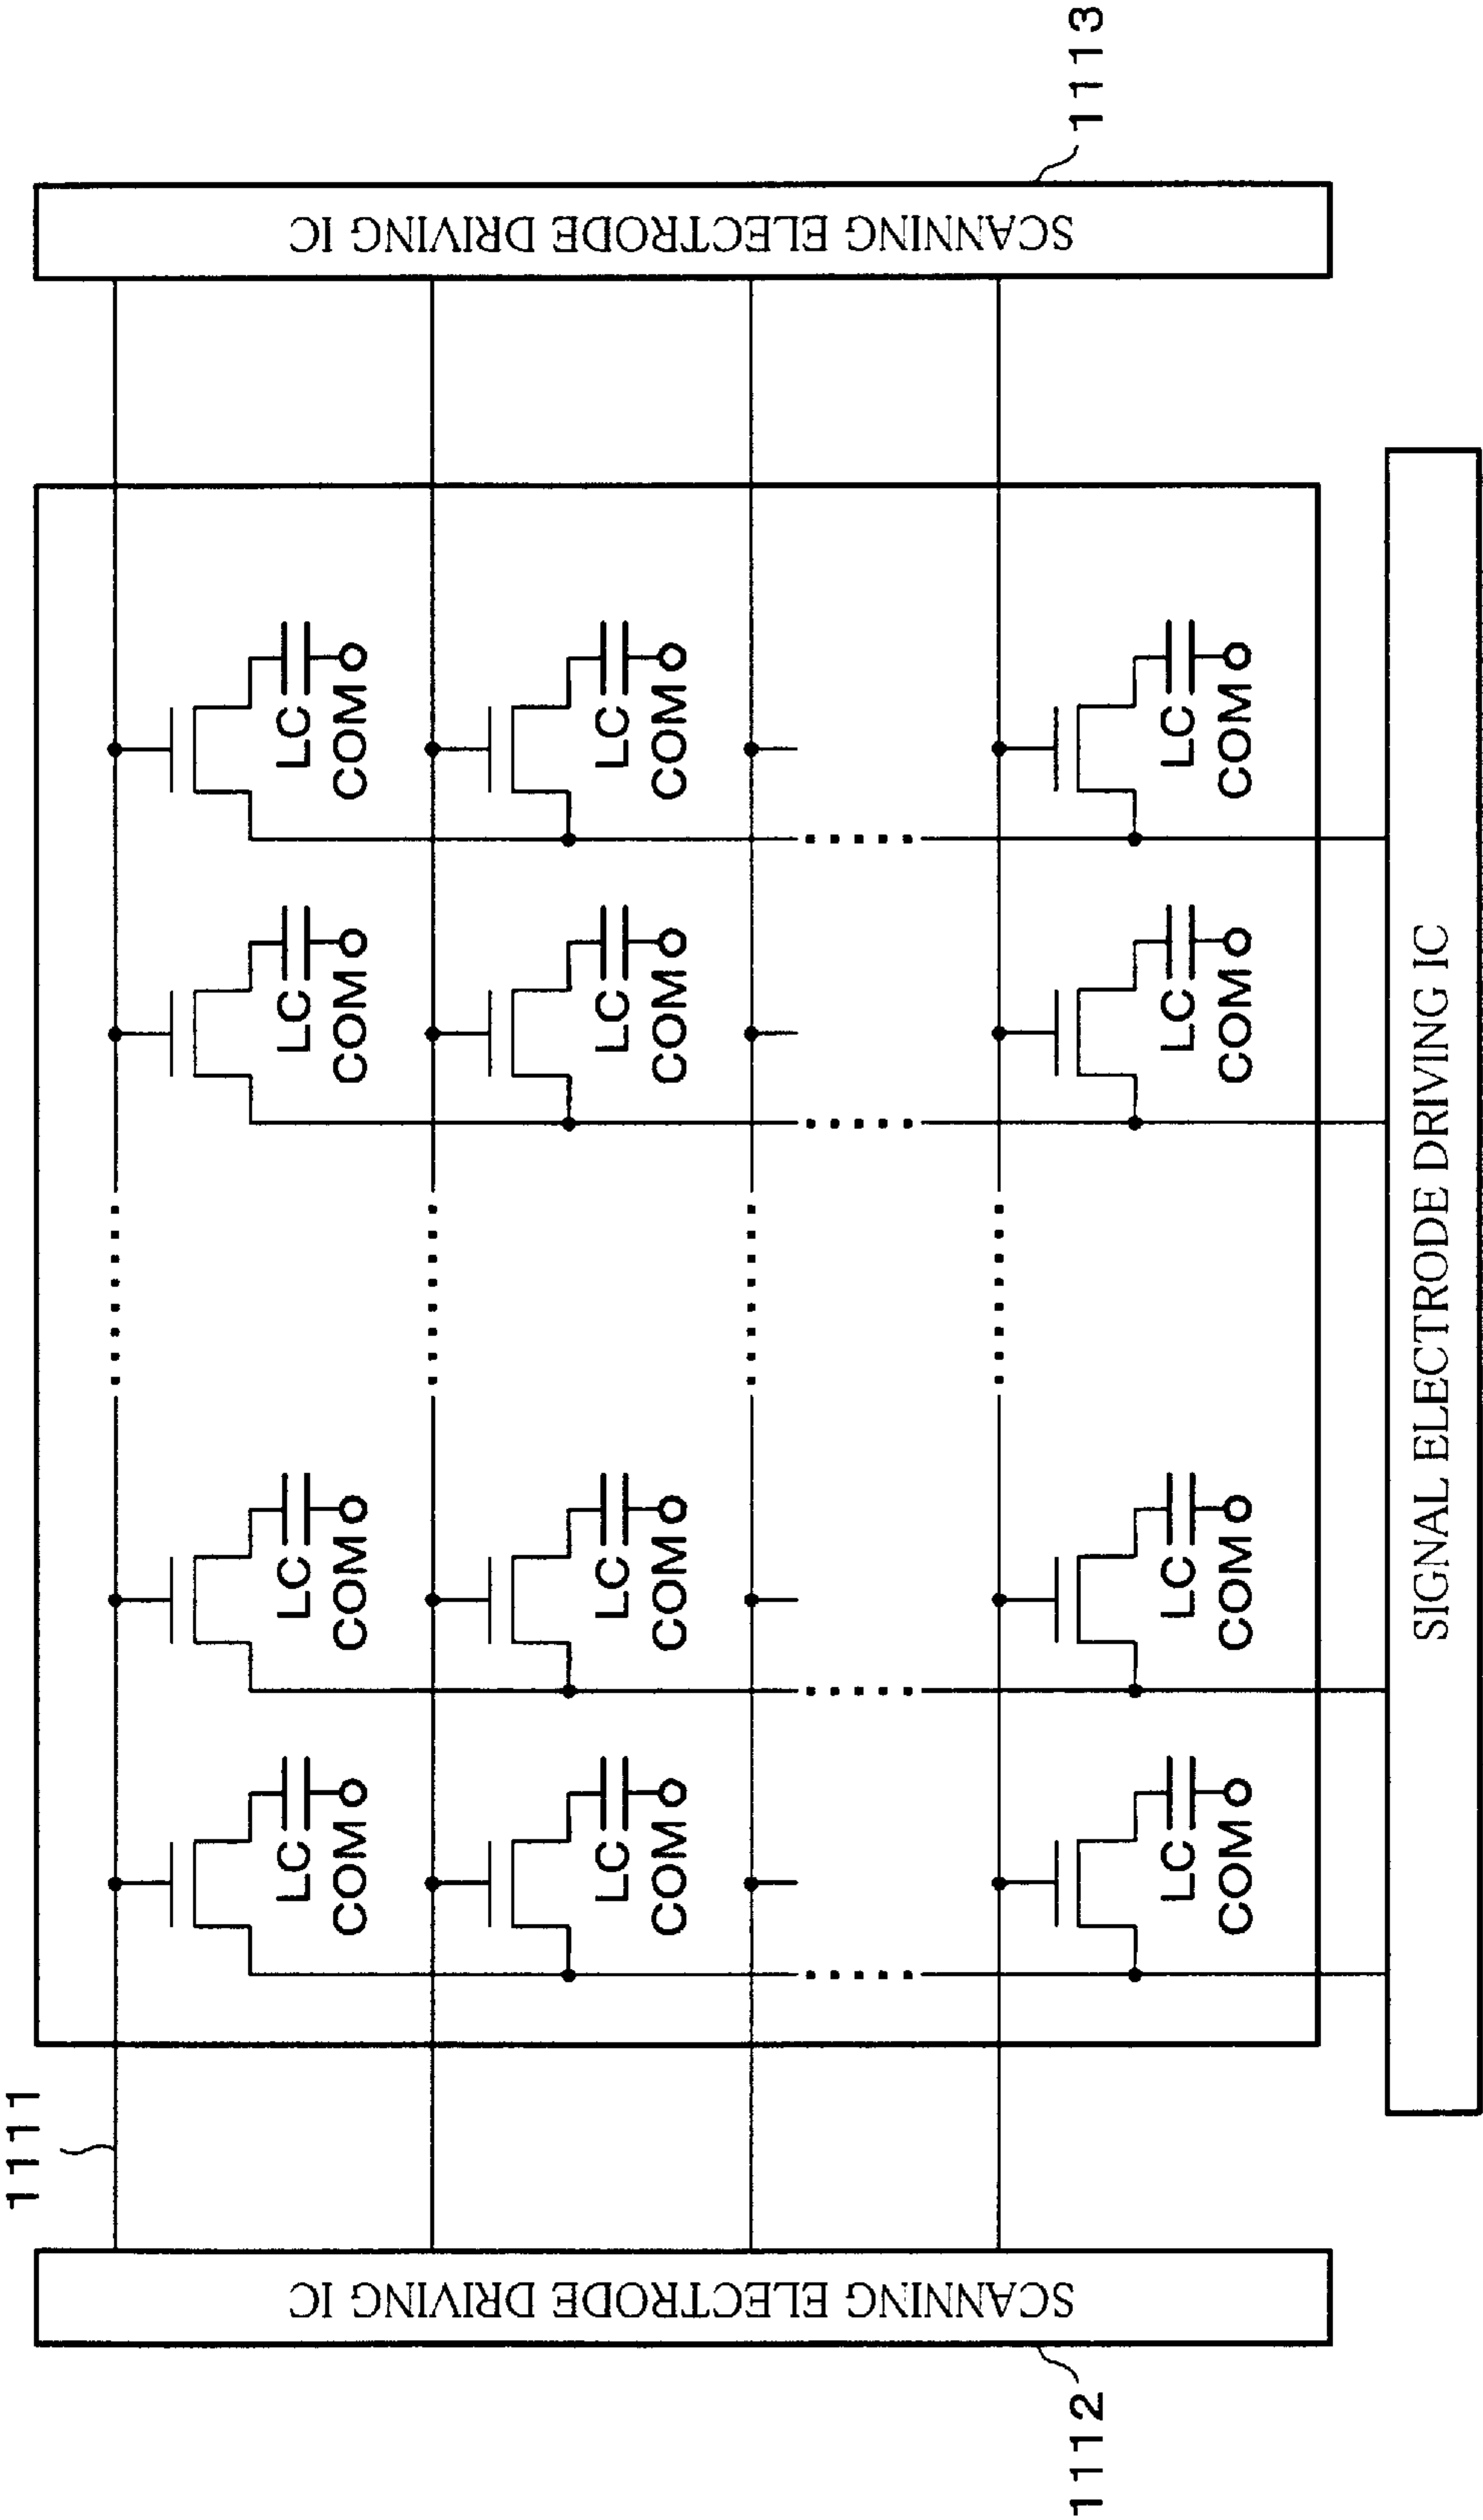 1111
SCANNING ELECTRODE DRIVING IC
LC LC LC LC
COM COM COM COM
LC LC LC LC
COM COM COM COM
LC LC LC LC
COM COM COM COM
SCANNING ELECTRODE DRIVING IC
1112
1113
SIGNAL ELECTRODE DRIVING IC